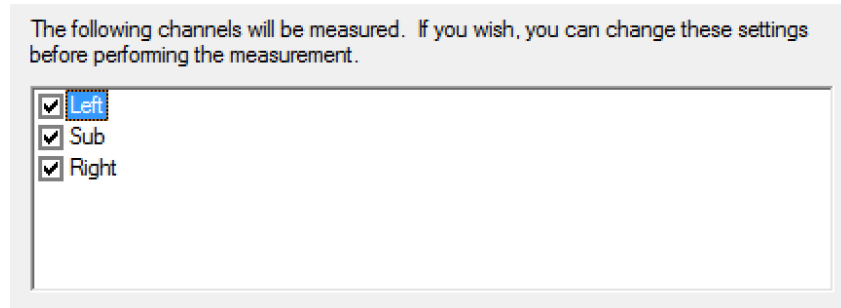 The following channels will be measured.  If you wish, you can change these settings
before performing the measurement.
Left
Sub
Right